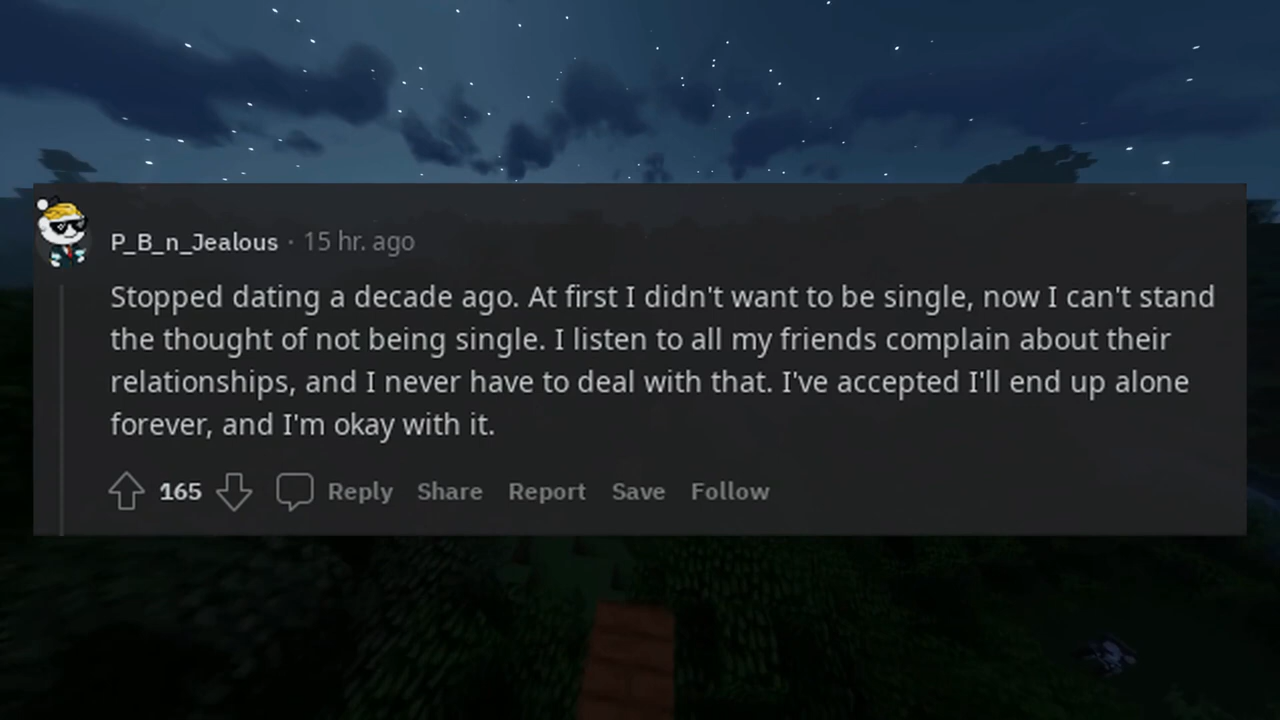 P_B_n_Jealous · 15 hr. ago
Stopped dating a decade ago. At first I didn't want to be single, now I can't stand
the thought of not being single. I listen to all my friends complain about their
relationships, and I never have to deal with that. I've accepted I'll end up alone
forever, and I'm okay with it.
165 Reply Share Report Save Follow